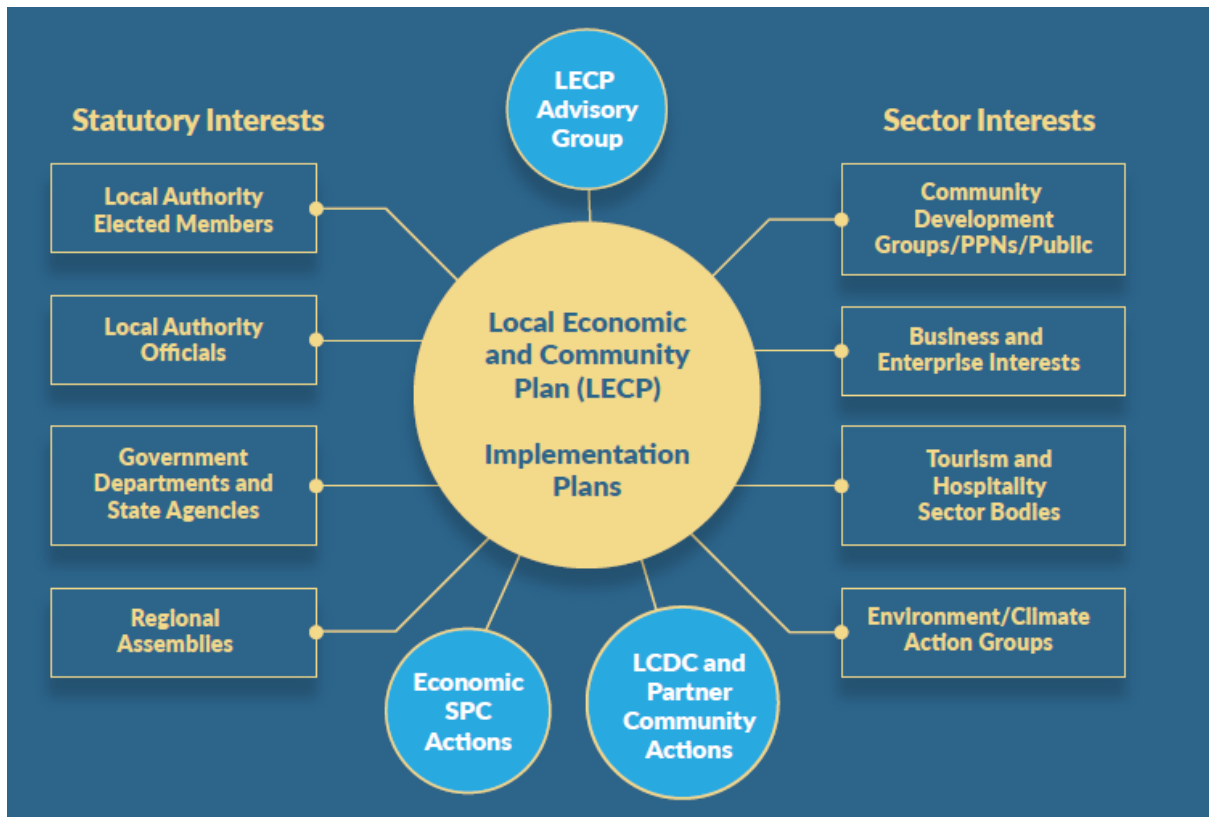 LECP
Advisory
Group
Statutory Interests
Local Authority
Elected Members
Local Authority
Officials
Government
Departments and
State Agencies
Regional
Assemblies
Local Economic
and Community
Plan (LECP)
Implementation
Plans
Economic
SPC
Actions
LCDC and
Partner
Community
Actions
Sector Interests
Community
Development
Groups/PPNs/Public
Business and
Enterprise Interests
Tourism and
Hospitality
Sector Bodies
Environment/Climate
Action Groups